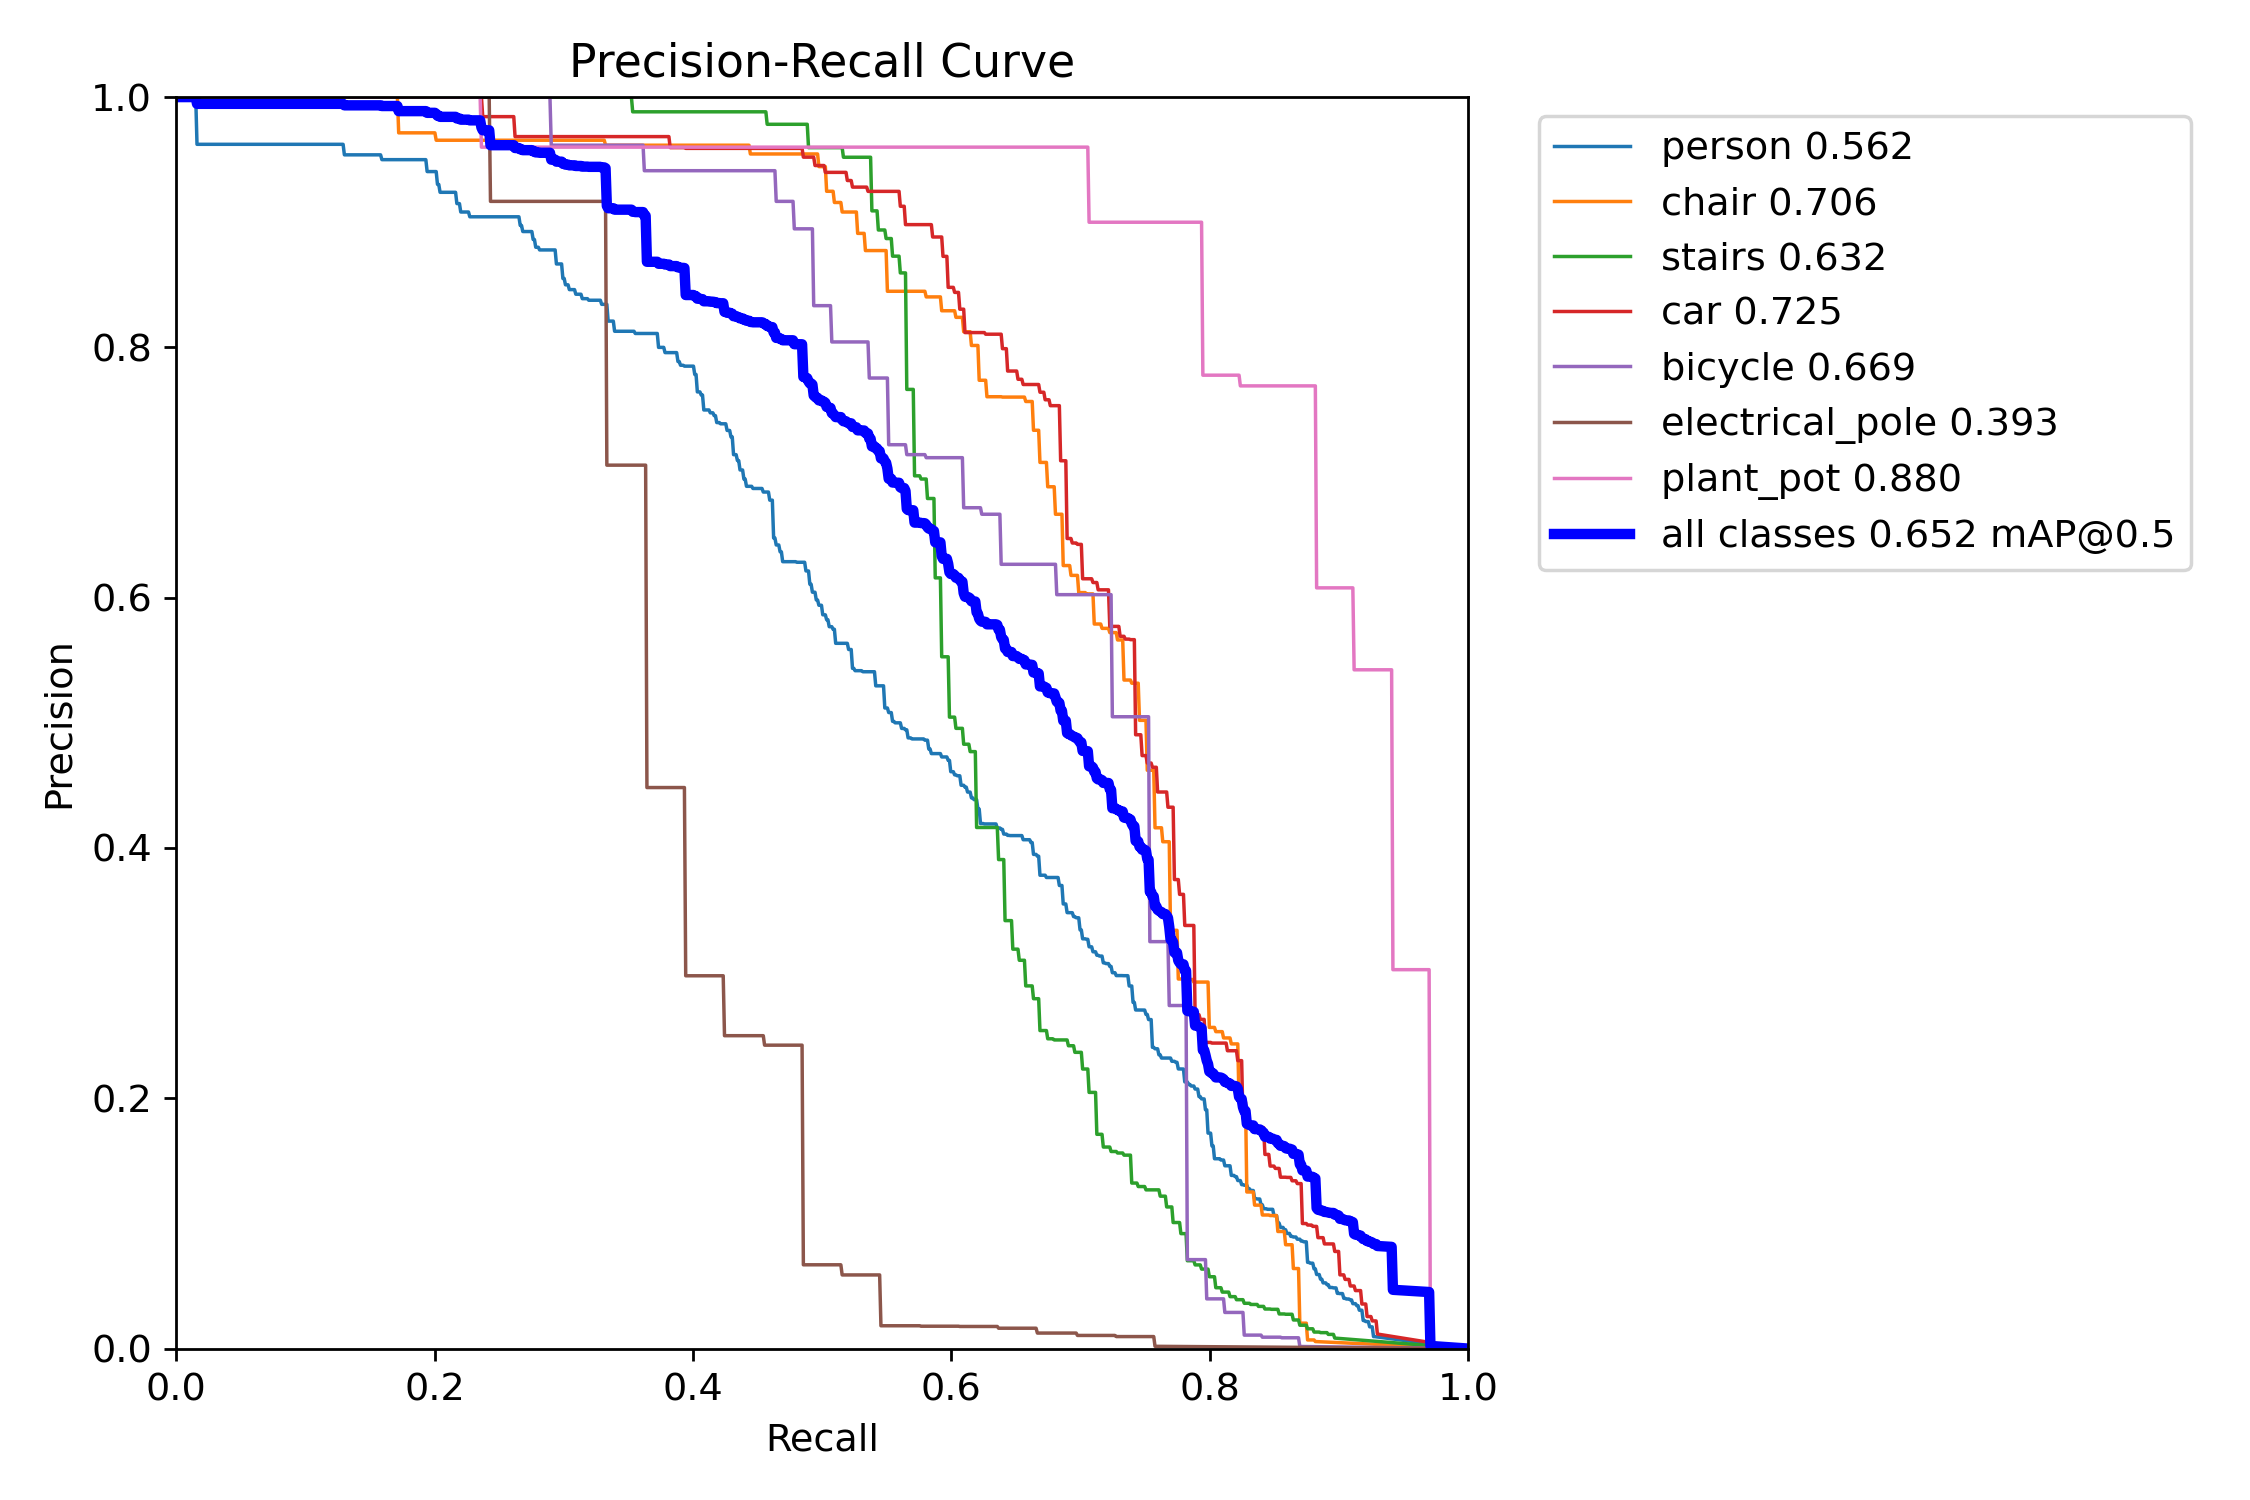 Precision-Recall Curve
1.0
0.8
0.6
0.4
0.2
0.0
Precision
0.0 0.2 0.4 0.6 0.8 1.0
Recall
person 0.562
chair 0.706
stairs 0.632
car 0.725
bicycle 0.669
electrical_pole 0.393
plant_pot 0.880
all classes 0.652 mAP@0.5